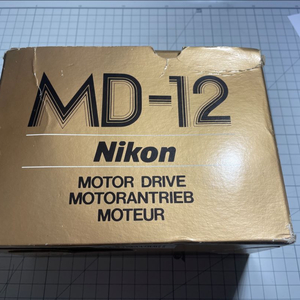 MD-12
Nikon
MOTOR DRIVE
MOTORANTRIEB
MOTEUR